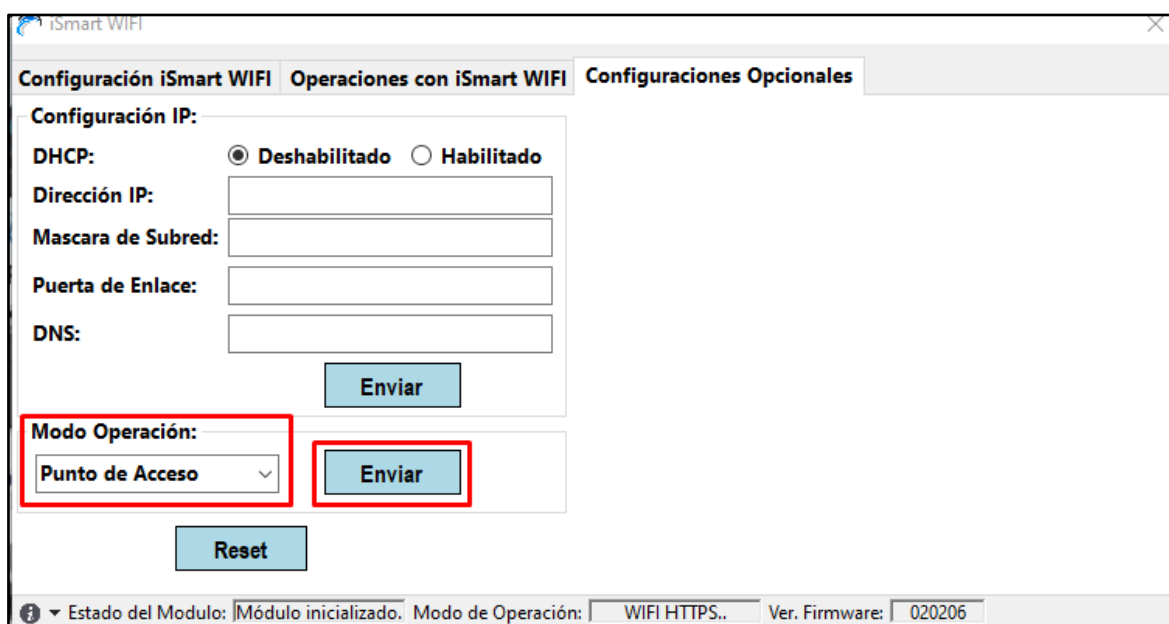 iSmart WIFI
Configuración iSmart WIFI Operaciones con iSmart WIFI Configuraciones Opcionales
Configuración IP:
DHCP: Deshabilitado Habilitado
Dirección IP:
Mascara de Subred:
Puerta de Enlace:
DNS:
Enviar
Modo Operación:
Punto de Acceso Enviar
Reset
Estado del Modulo: Módulo inicializado. Modo de Operación: WIFI HTTPS.. Ver. Firmware: 020206